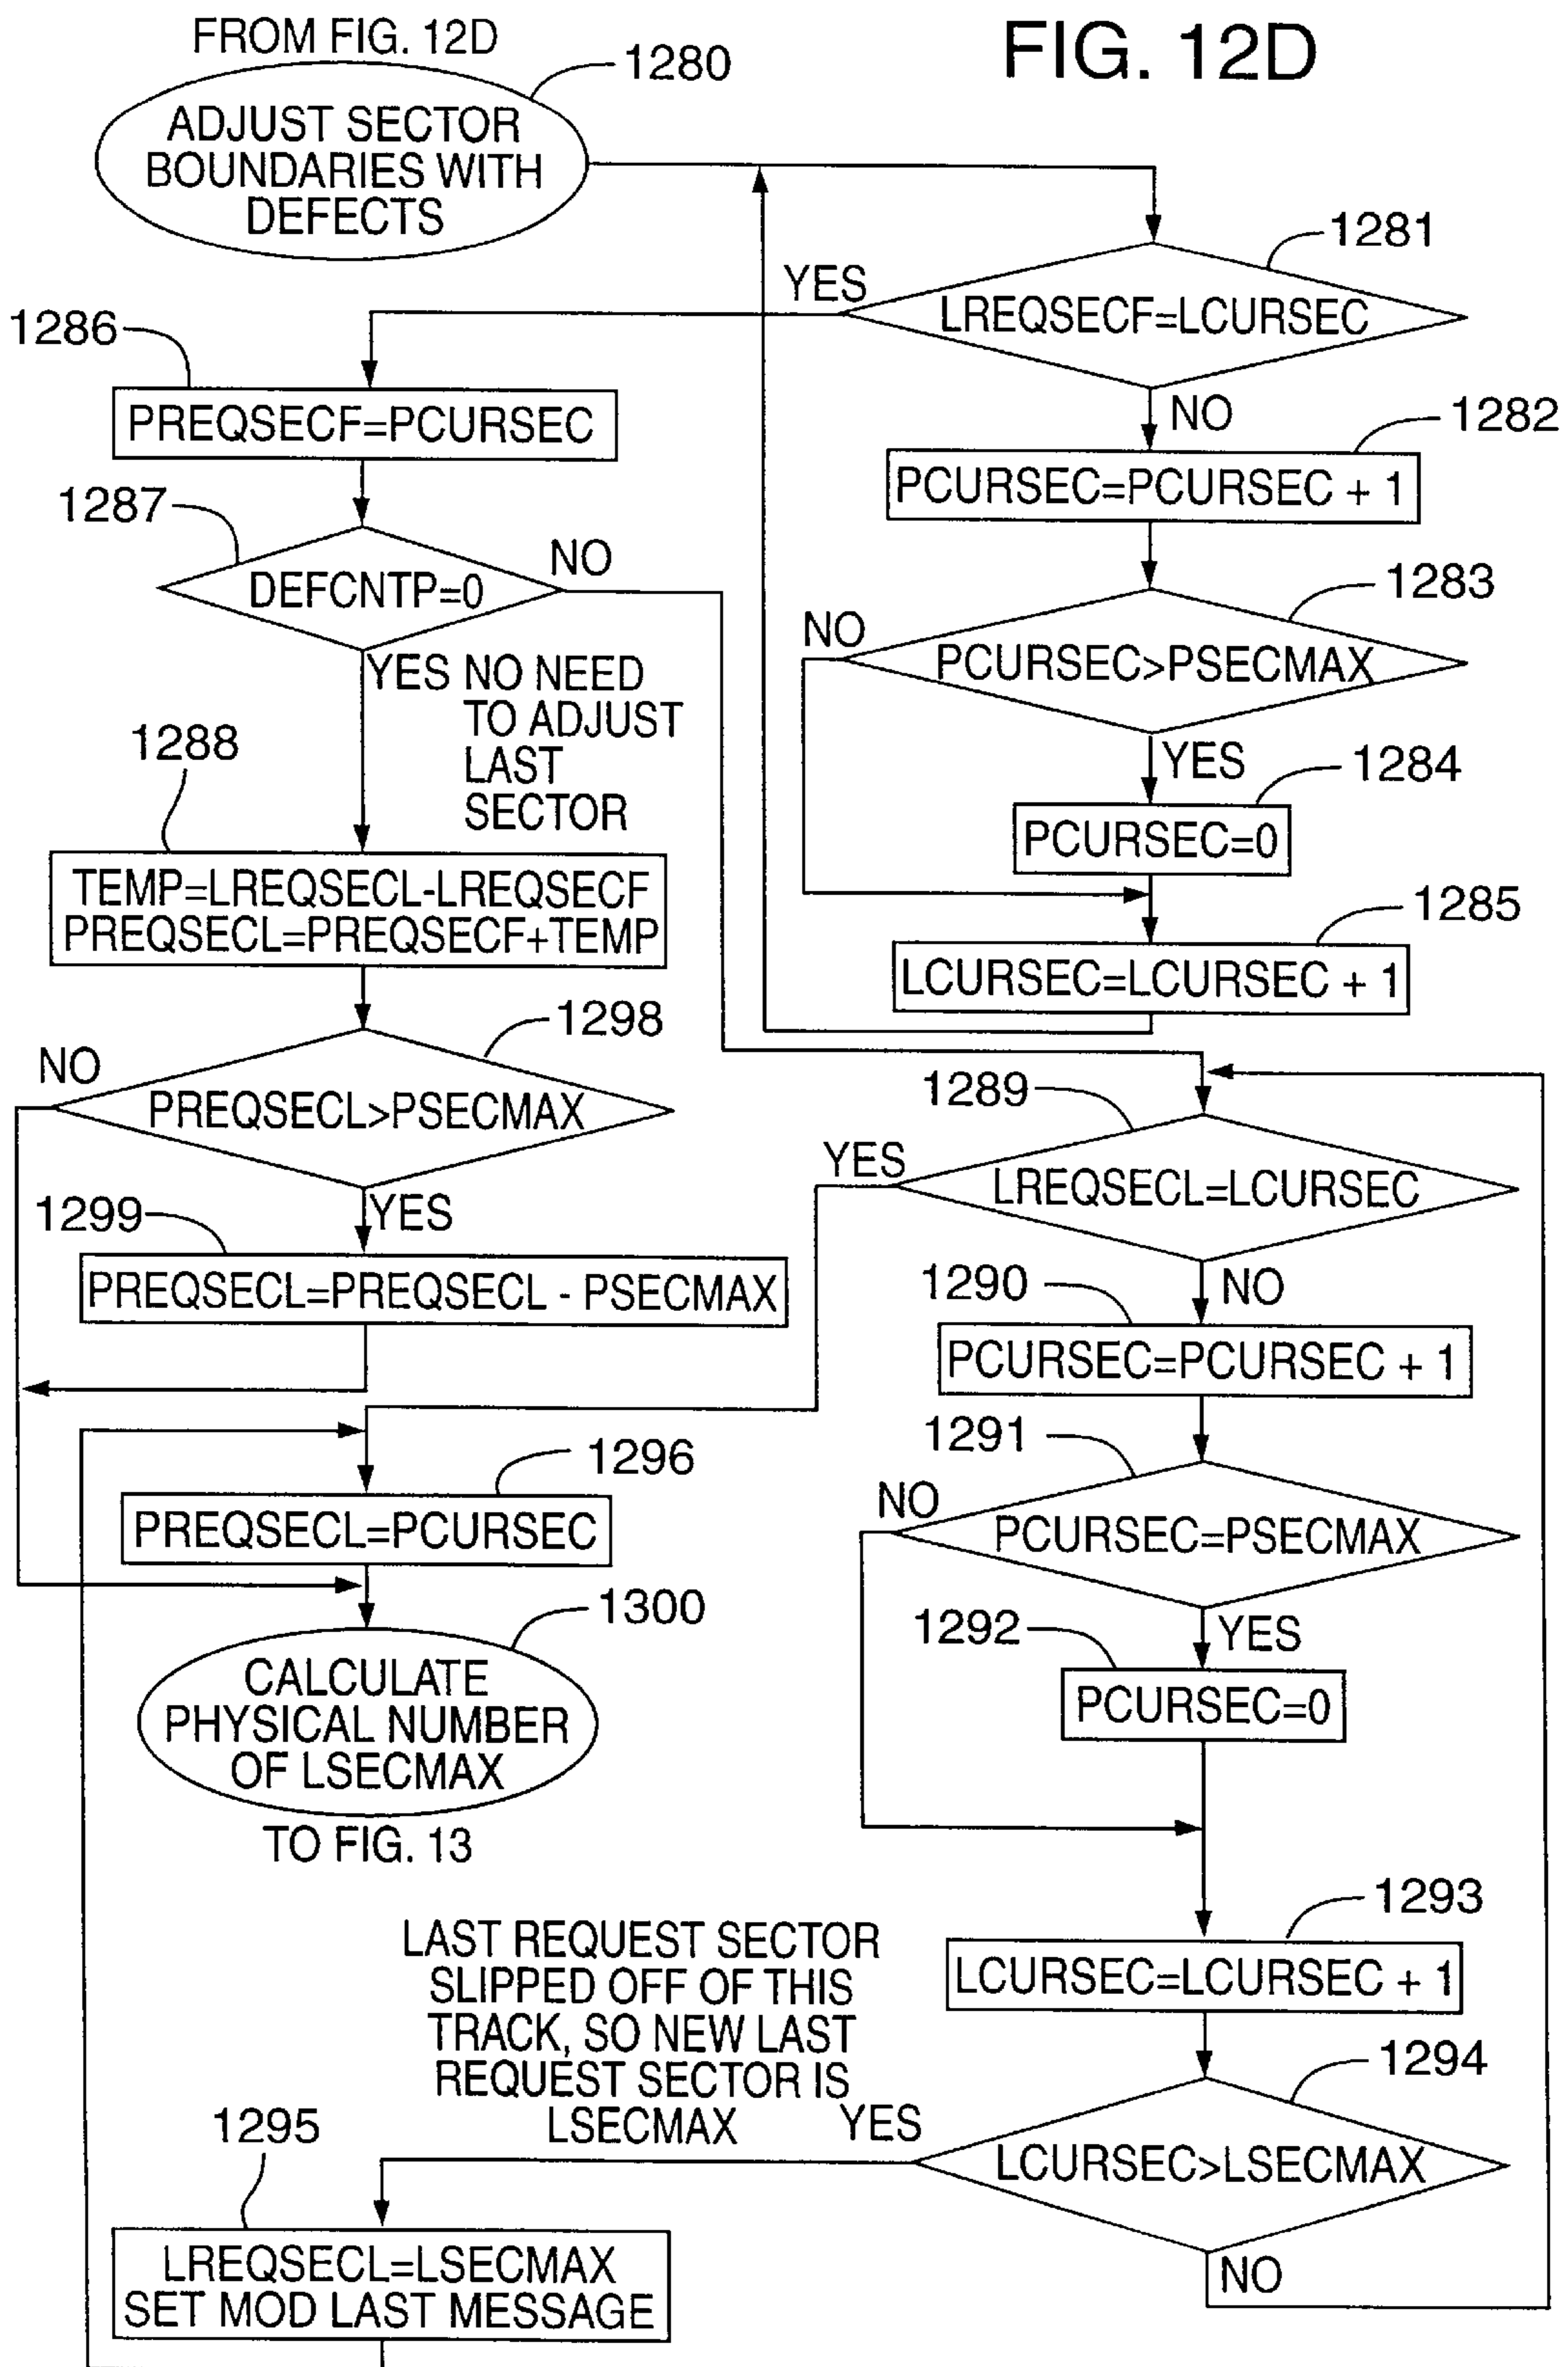 FROM FIG. 12D
FIG. 12D
1280
ADJUST SECTOR
BOUNDARIES WITH
DEFECTS
1281
YES
LREQSECF=LCURSEC
1286
PREQSECF=PCURSEC
NO
1282
PCURSEC=PCURSEC + 1
1287
DEFCNTP=0
NO
1283
NO
PCURSEC>PSECMAX
YES NO NEED
TO ADJUST
LAST
SECTOR
YES
1284
PCURSEC=0
1288
TEMP=LREQSECL-LREQSECF
PREQSECL=PREQSECF+TEMP
1285
LCURSEC=LCURSEC + 1
1298
NO
PREQSECL>PSECMAX
YES
1289
YES
LREQSECL=LCURSEC
1299
PREQSECL=PREQSECL - PSECMAX
NO
1290
PCURSEC=PCURSEC + 1
1291
NO
PCURSEC=PSECMAX
1296
PREQSECL=PCURSEC
YES
1292
PCURSEC=0
1300
CALCULATE
PHYSICAL NUMBER
OF LSECMAX
TO FIG. 13
1293
LCURSEC=LCURSEC + 1
LAST REQUEST SECTOR
SLIPPED OFF OF THIS
TRACK, SO NEW LAST
REQUEST SECTOR IS
LSECMAX
YES
1294
LCURSEC>LSECMAX
NO
1295
LREQSECL=LSECMAX
SET MOD LAST MESSAGE